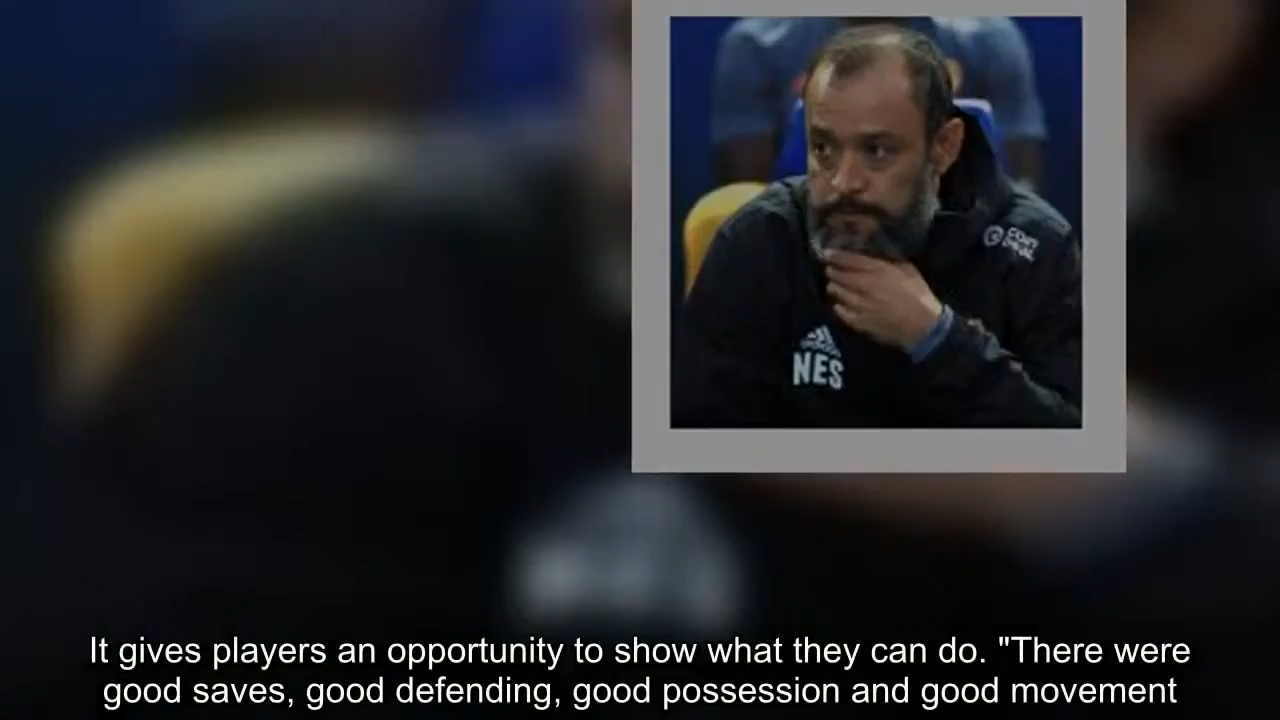 NES
It gives players an opportunity to show what they can do. "There were
good saves, good defending, good possession and good movement